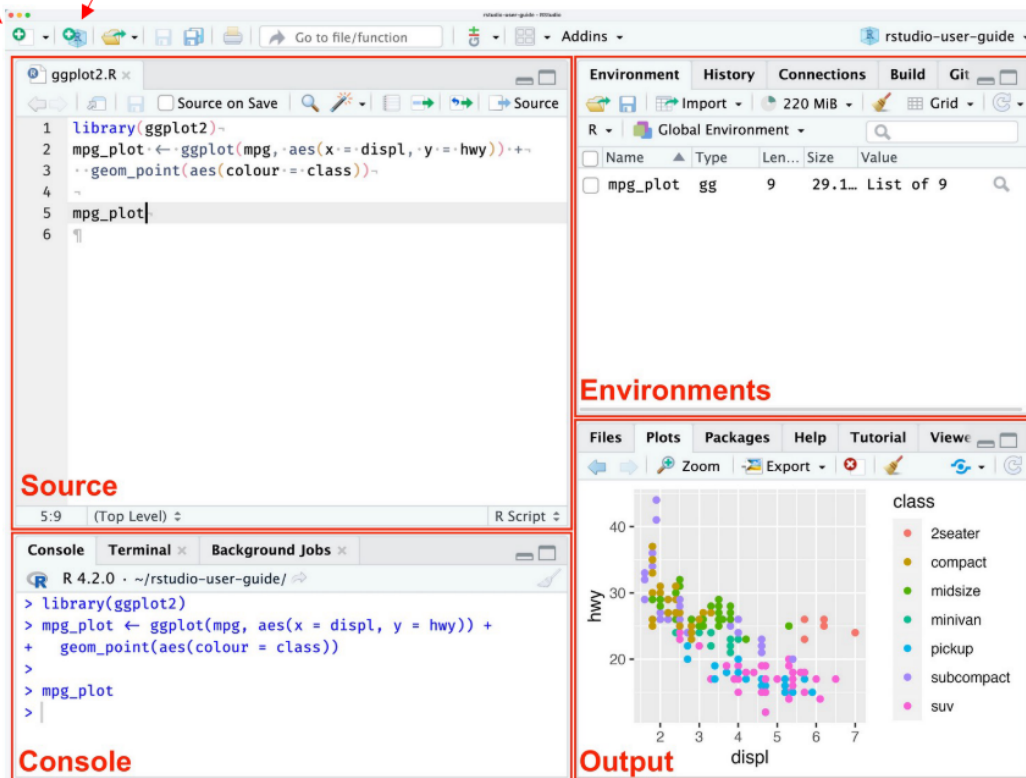 rstudio-user-guide - RStudio
Go to file/function
Addins
rstudio-user-guide
ggplot2.R
Source on Save
Source
1 library(ggplot2)¬
2 mpg_plot·←·ggplot(mpg,·aes(x·=·displ,·y·=·hwy))·+¬
3 ··geom_point(aes(colour·=·class))¬
4 ¬
5 mpg_plot¬
6 ¶
Source
5:9 (Top Level) R Script
Console Terminal Background Jobs
R 4.2.0 · ~/rstudio-user-guide/
> library(ggplot2)
> mpg_plot ← ggplot(mpg, aes(x = displ, y = hwy)) +
+ geom_point(aes(colour = class))
>
> mpg_plot
>
Console
Environment History Connections Build Git
Import 220 MiB Grid
R Global Environment
Name Type Len... Size Value
mpg_plot gg 9 29.1… List of 9
Environments
Files Plots Packages Help Tutorial Viewe
Zoom Export
hwy
40
30
20
2 3 4 5 6 7
displ
class
2seater
compact
midsize
minivan
pickup
subcompact
suv
Output